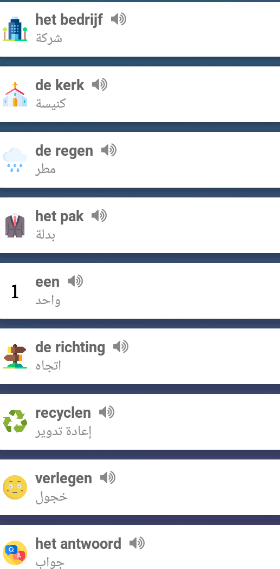 het bedrijf
شركة
de kerk
كنيسة
de regen
مطر
het pak
بدلة
1
een
واحد
de richting
اتجاه
recyclen
إعادة تدوير
verlegen
خجول
het antwoord
جواب